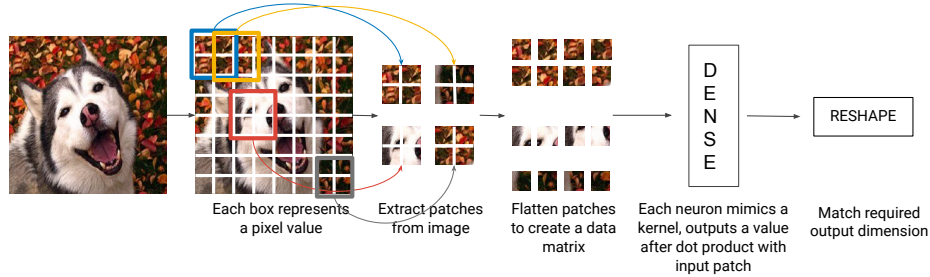 D
E
N
S
E
RESHAPE
Each box represents
a pixel value
Extract patches
from image
Flatten patches
to create a data
matrix
Each neuron mimics a
kernel, outputs a value
after dot product with
input patch
Match required
output dimension